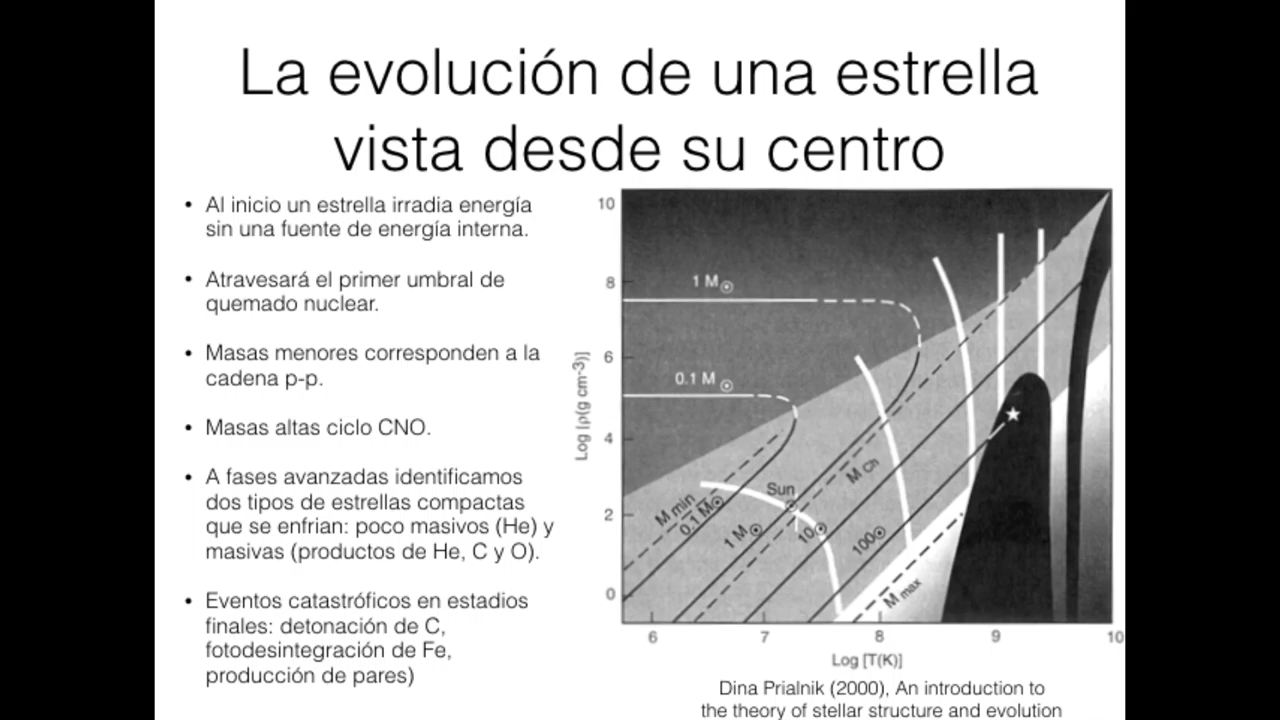 La evolución de una estrella
vista desde su centro
• Al inicio un estrella irradia energía
sin una fuente de energía interna.
• Atravesará el primer umbral de
quemado nuclear.
• Masas menores corresponden a la
cadena p-p.
• Masas altas ciclo CNO.
• A fases avanzadas identificamos
dos tipos de estrellas compactas
que se enfrian: poco masivos (He) y
masivas (productos de He, C y O).
• Eventos catastróficos en estadios
finales: detonación de C,
fotodesintegración de Fe,
producción de pares)
10
8
6
4
2
0
Log [ρ(g cm-3)]
1 M⊙
0.1 M⊙
Sun
M Ch
M min
0.1 M⊙
1 M⊙
10⊙
100⊙
M max
6 7 8 9 10
Log [T(K)]
Dina Prialnik (2000), An introduction to
the theory of stellar structure and evolution